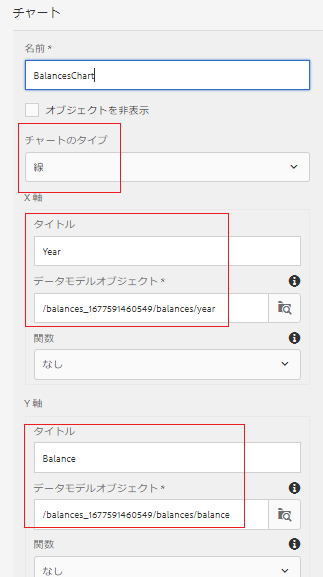 チャート
名前 *
BalancesChart
オブジェクトを非表示
チャートのタイプ
線
X 軸
タイトル
Year
データモデルオブジェクト *
/balances_1677591460549/balances/year
関数
なし
Y 軸
タイトル
Balance
データモデルオブジェクト *
/balances_1677591460549/balances/balance
関数
なし